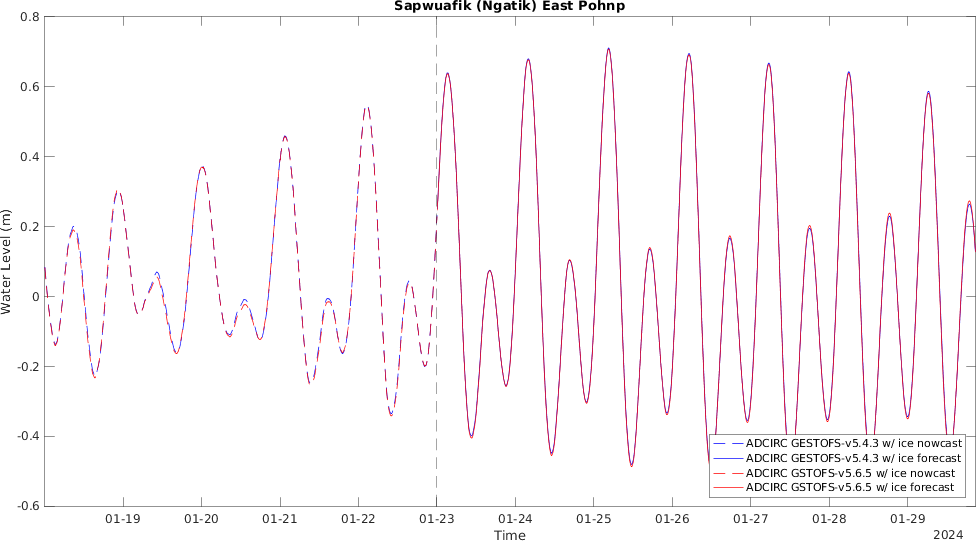 Sapwuafik (Ngatik) East Pohnp
0.8
0.6
0.4
0.2
0
-0.2
-0.4
-0.6
Water Level (m)
ADCIRC GESTOFS-v5.4.3 w/ ice nowcast
ADCIRC GESTOFS-v5.4.3 w/ ice forecast
ADCIRC GSTOFS-v5.6.5 w/ ice nowcast
ADCIRC GSTOFS-v5.6.5 w/ ice forecast
01-19 01-20 01-21 01-22 01-23 01-24 01-25 01-26 01-27 01-28 01-29
Time
2024